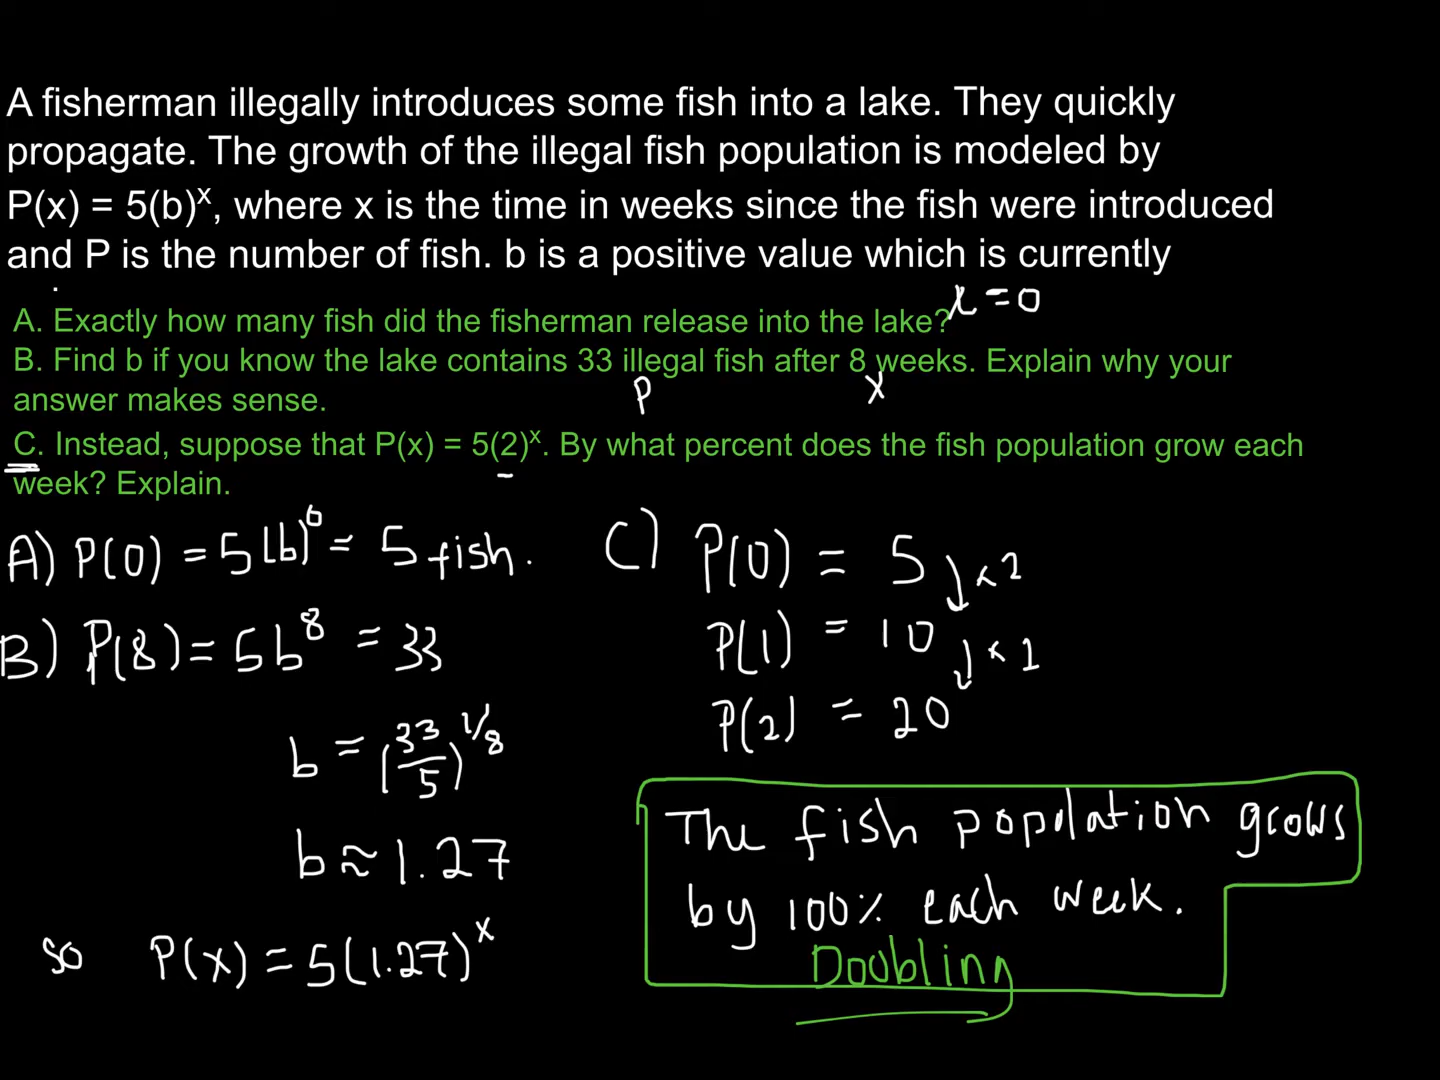 A fisherman illegally introduces some fish into a lake. They quickly
propagate. The growth of the illegal fish population is modeled by
P(x) = 5(b)ˣ, where x is the time in weeks since the fish were introduced
and P is the number of fish. b is a positive value which is currently
A. Exactly how many fish did the fisherman release into the lake?
x = 0
B. Find b if you know the lake contains 33 illegal fish after 8 weeks. Explain why your
P
x
answer makes sense.
C. Instead, suppose that P(x) = 5(2)ˣ. By what percent does the fish population grow each
week? Explain.
A) P(0) = 5(b)⁰ = 5 fish.
B) P(8) = 5b⁸ = 33
b = (33/5)^1/8
b ≈ 1.27
so P(x) = 5(1.27)ˣ
C) P(0) = 5
×2
P(1) = 10
×2
P(2) = 20
The fish population grows
by 100% each week.
Doubling